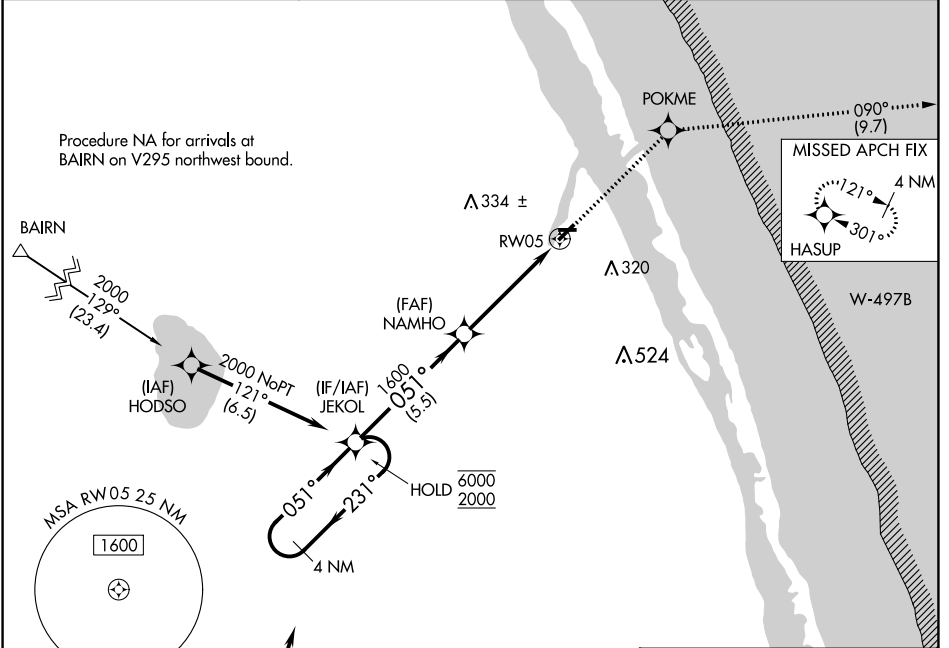 POKME
090°
(9.7)
Procedure NA for arrivals at
BAIRN on V295 northwest bound.
MISSED APCH FIX
121°
4 NM
301°
HASUP
334 ±
RW05
BAIRN
320
W-497B
2000
129°
(23.4)
(FAF)
NAMHO
524
2000 NoPT
121°
(6.5)
(IAF)
HODSO
(IF/IAF)
JEKOL
1600
051°
(5.5)
HOLD
6000
2000
051°
231°
4 NM
MSA RW05 25 NM
1600